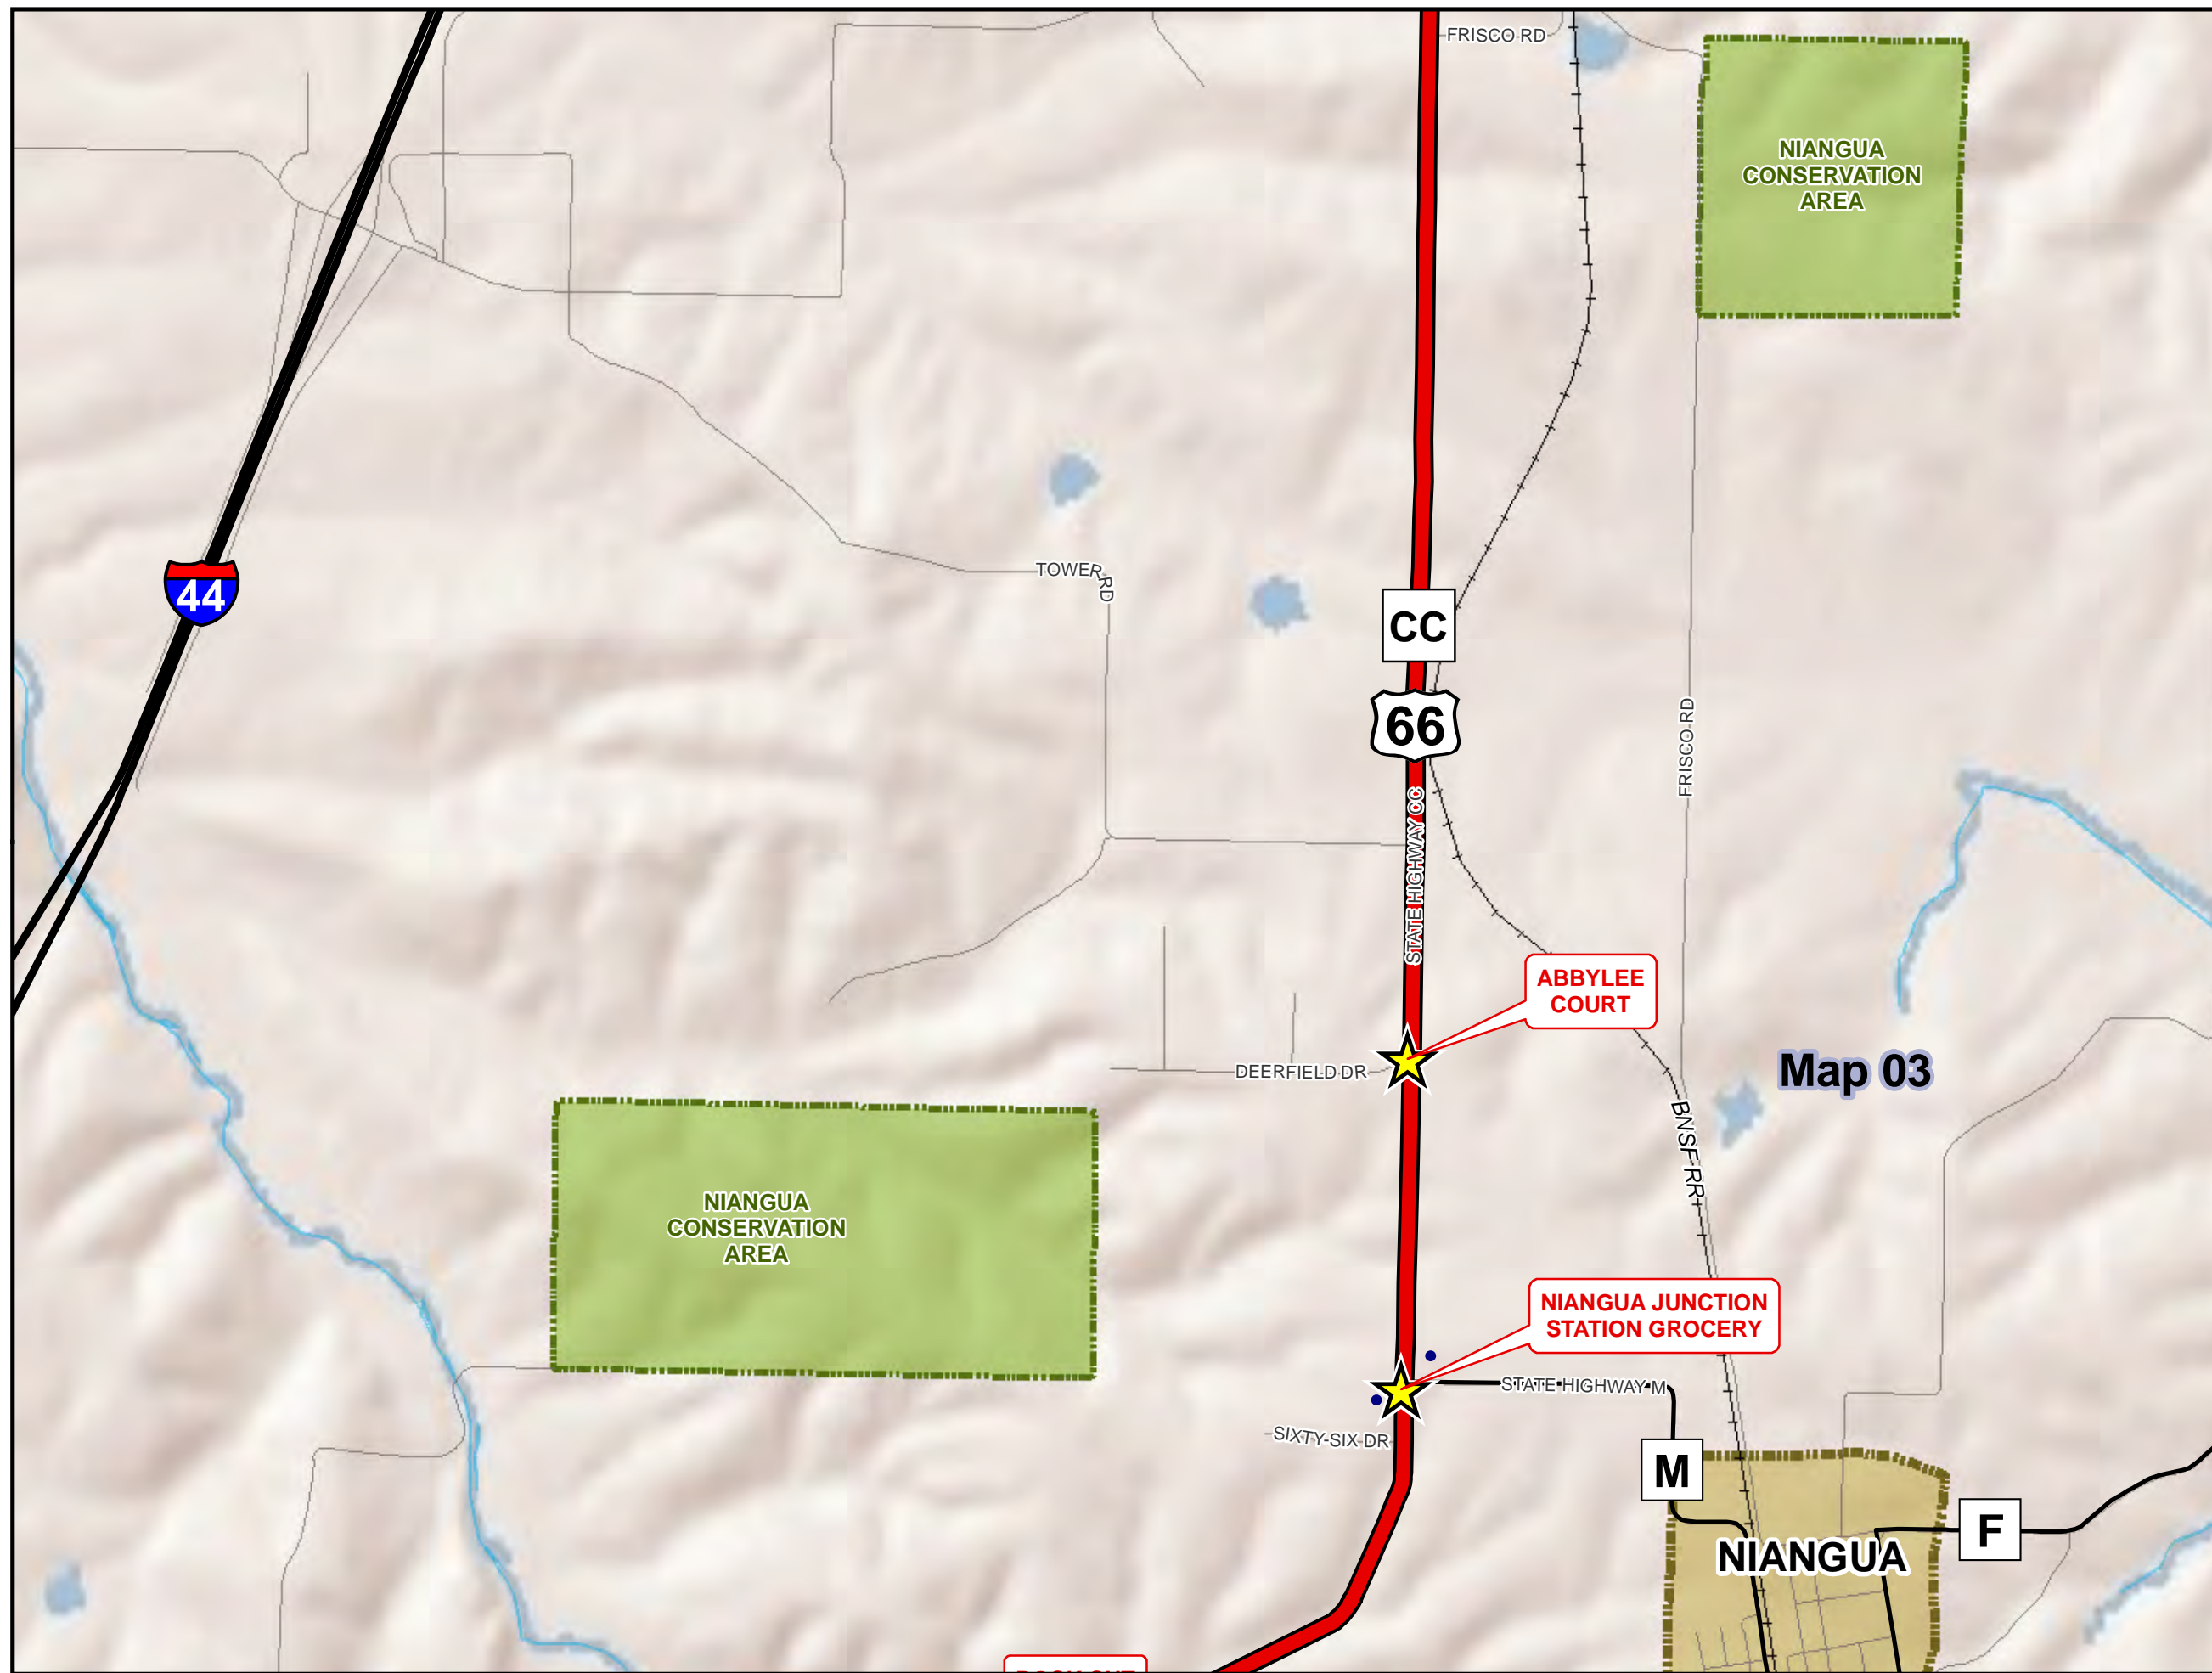 FRISCO RD
NIANGUA
CONSERVATION
AREA
44
TOWER RD
CC
66
STATE HIGHWAY CC
FRISCO RD
ABBYLEE
COURT
DEERFIELD DR
Map 03
BNSF RR
NIANGUA
CONSERVATION
AREA
NIANGUA JUNCTION
STATION GROCERY
STATE HIGHWAY M
SIXTY-SIX DR
M
F
NIANGUA